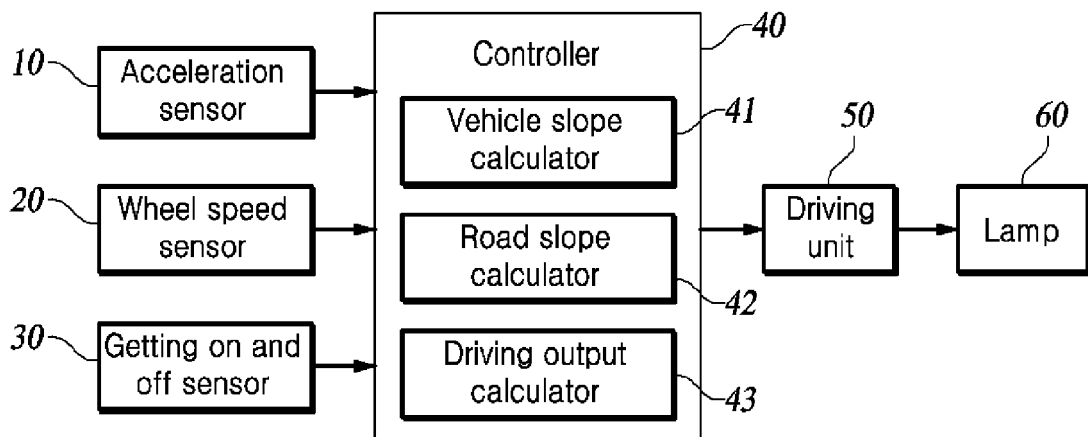 10
Acceleration
sensor
20
Wheel speed
sensor
30
Getting on and
off sensor
Controller
40
Vehicle slope
calculator
41
Road slope
calculator
42
Driving output
calculator
43
50
Driving
unit
60
Lamp